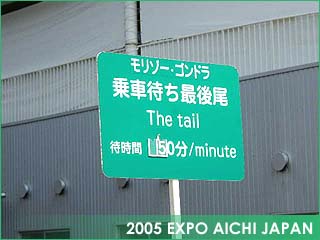 モリゾー・ゴンドラ
乗車待ち最後尾
The tail
待時間 150分/minute
2005 EXPO AICHI JAPAN